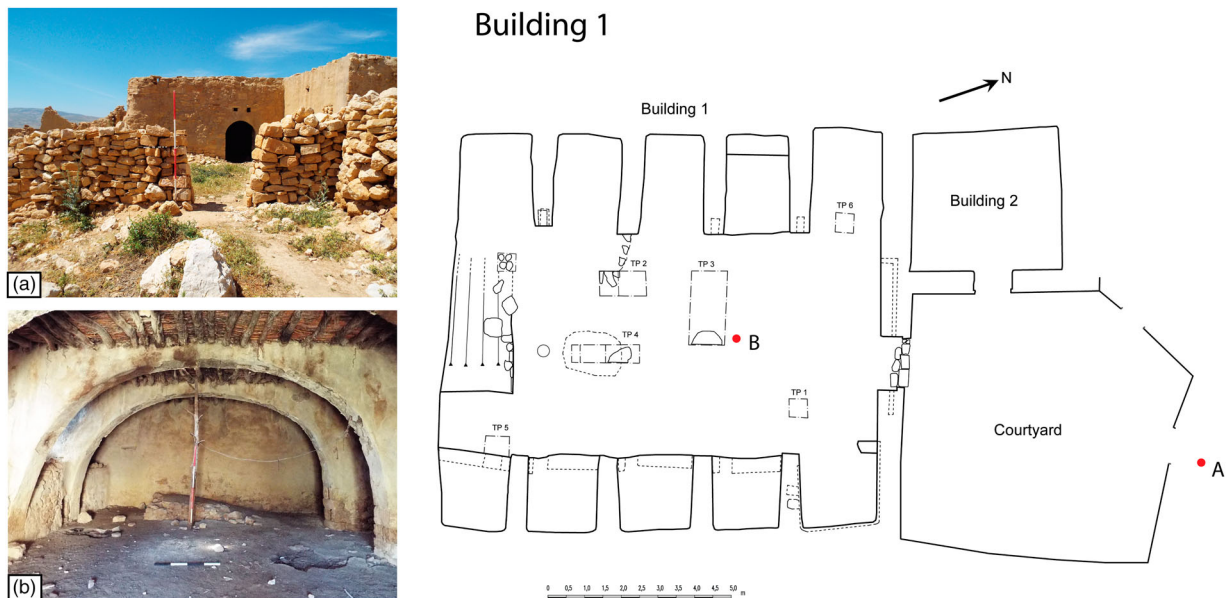 Building 1
(a)
(b)
N
Building 1
Building 2
TP 6
TP 2
TP 3
B
TP 4
TP 1
Courtyard
TP 5
A
0 0,5 1,0 1,5 2,0 2,5 3,0 3,5 4,0 4,5 5,0
m